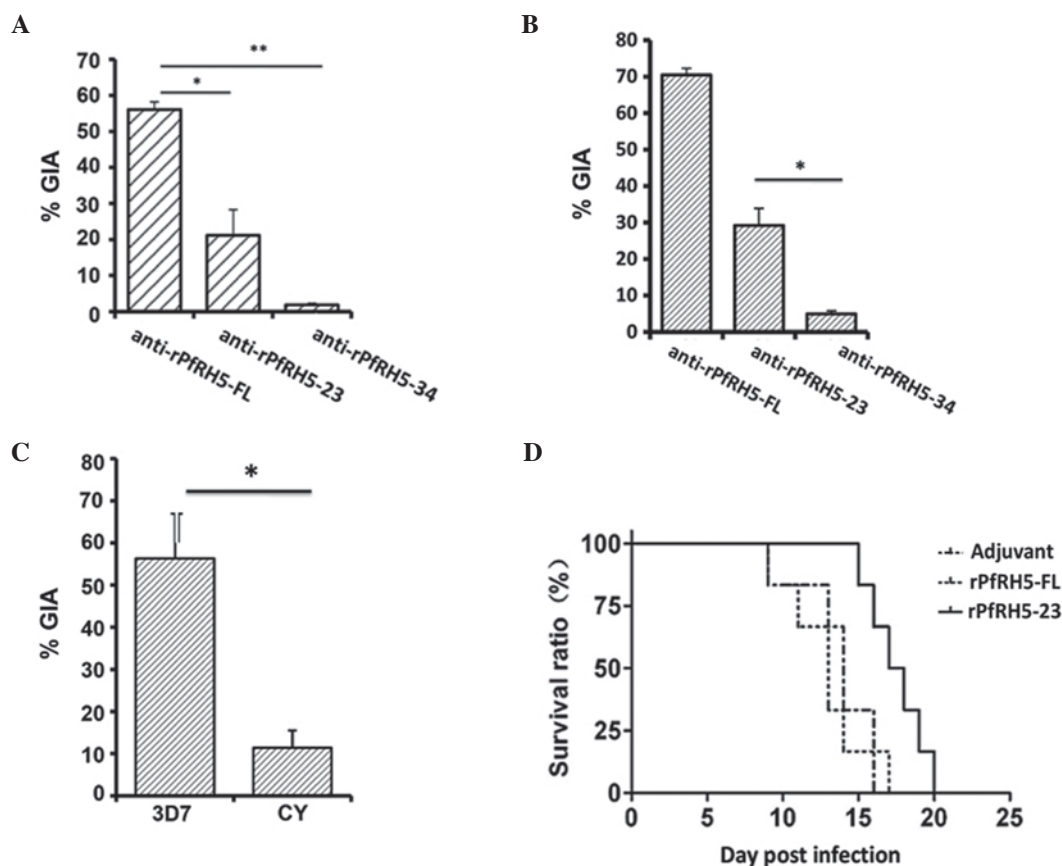 A
70
60
50
40
30
20
10
0
% GIA
*
**
anti-rPfRH5-FL
anti-rPfRH5-23
anti-rPfRH5-34
B
80
70
60
50
40
30
20
10
0
% GIA
*
anti-rPfRH5-FL
anti-rPfRH5-23
anti-rPfRH5-34
C
80
70
60
50
40
30
20
10
0
% GIA
*
3D7
CY
D
100
75
50
25
0
Survival ratio (%)
0 5 10 15 20 25
Day post infection
Adjuvant
rPfRH5-FL
rPfRH5-23